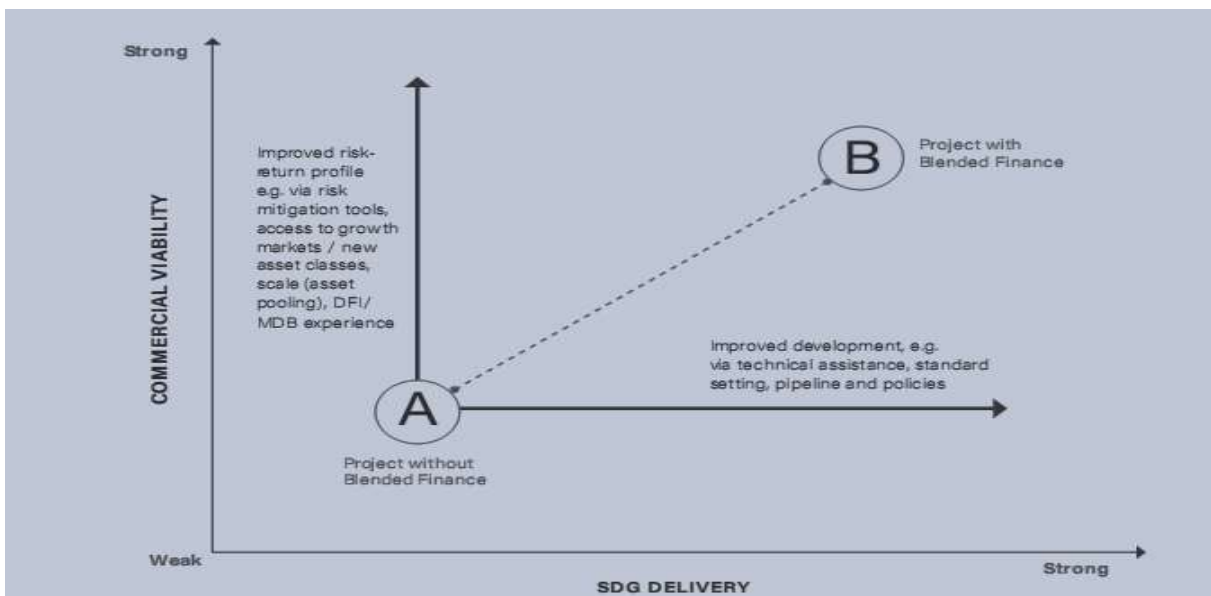 Strong
COMMERCIAL VIABILITY
Improved risk-
return profile
e.g. via risk
mitigation tools,
access to growth
markets / new
asset classes,
scale (asset
pooling), DFI/
MDB experience
B
Project with
Blended Finance
Improved development, e.g.
via technical assistance, standard
setting, pipeline and policies
A
Project without
Blended Finance
Weak
Strong
SDG DELIVERY